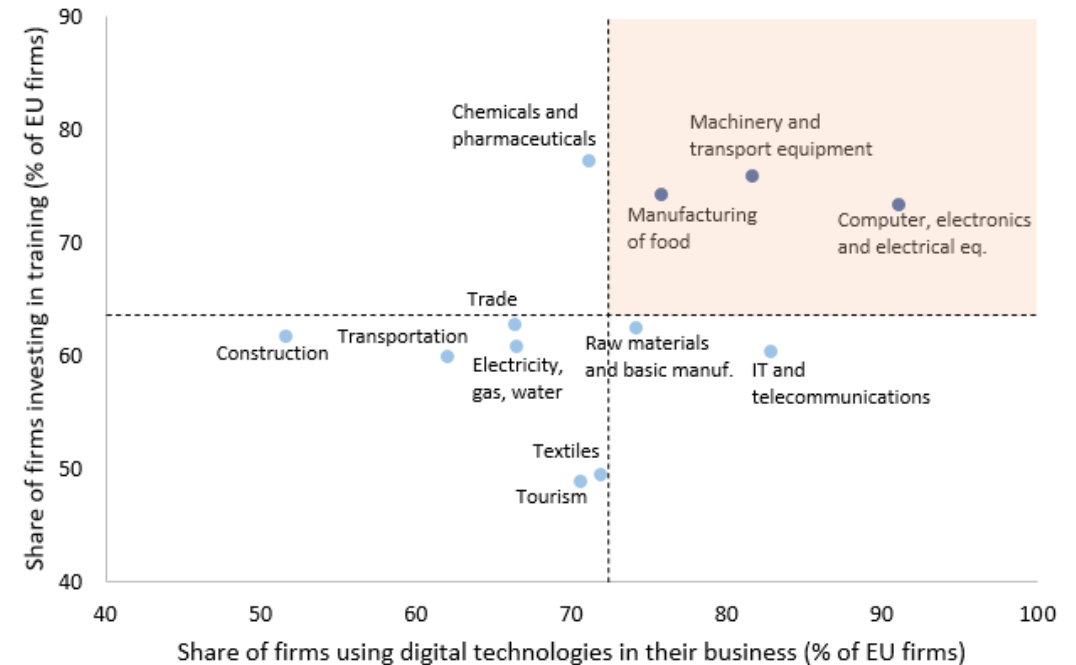 Share of firms investing in training (% of EU firms)
90
80
70
60
50
40
Chemicals and
pharmaceuticals
Machinery and
transport equipment
Manufacturing
of food
Computer, electronics
and electrical eq.
Trade
Transportation
Construction
Electricity,
gas, water
Raw materials
and basic manuf.
IT and
telecommunications
Textiles
Tourism
40 50 60 70 80 90 100
Share of firms using digital technologies in their business (% of EU firms)